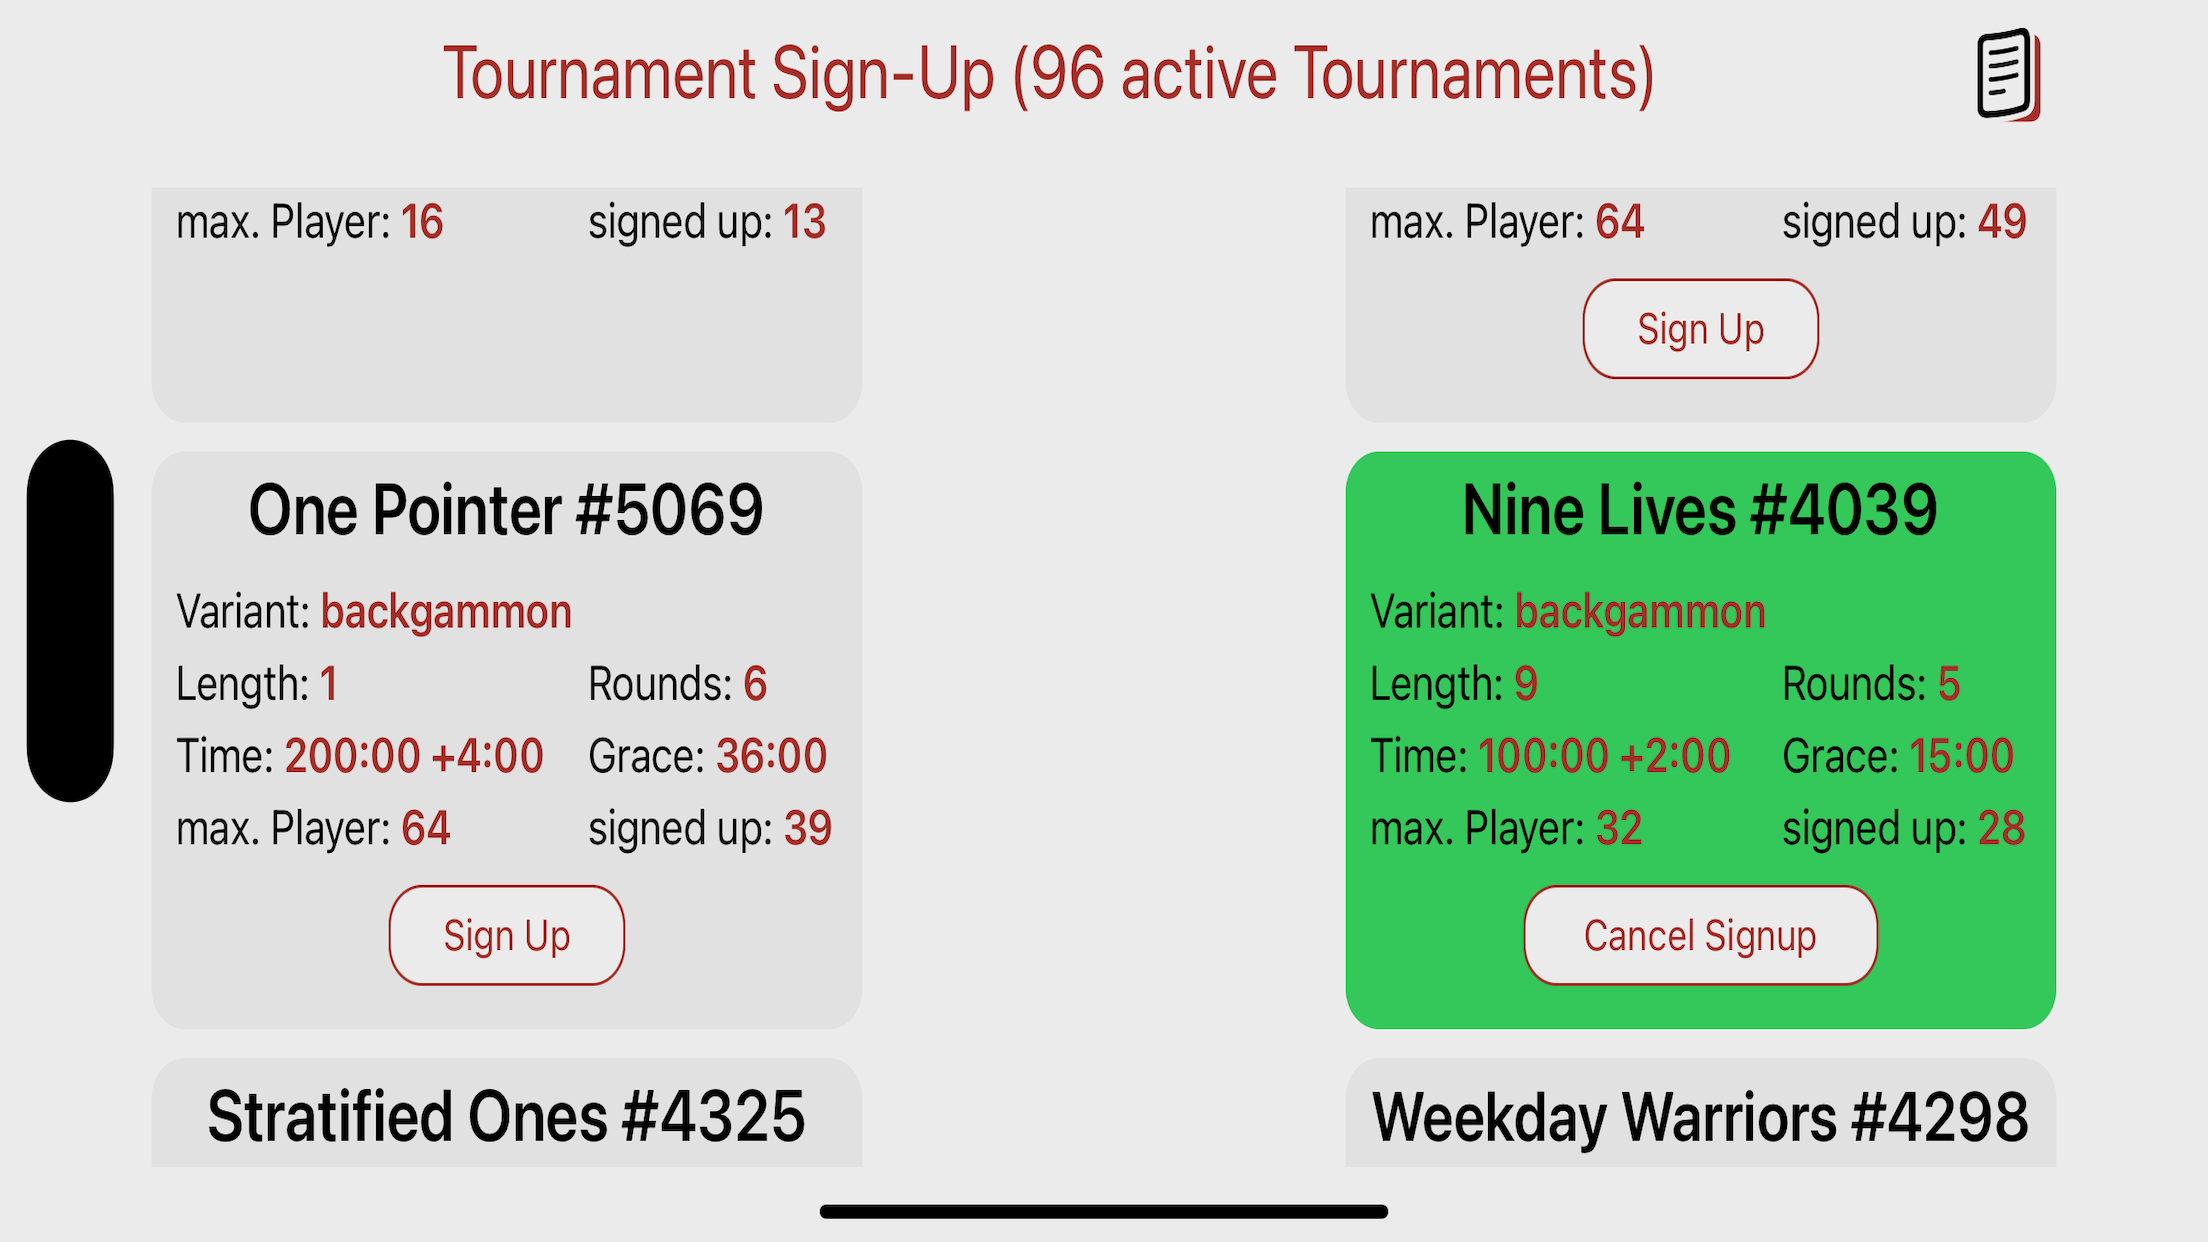 Tournament Sign-Up (96 active Tournaments)
max. Player: 16 signed up: 13
max. Player: 64 signed up: 49
Sign Up
One Pointer #5069
Variant: backgammon
Length: 1 Rounds: 6
Time: 200:00 +4:00 Grace: 36:00
max. Player: 64 signed up: 39
Sign Up
Nine Lives #4039
Variant: backgammon
Length: 9 Rounds: 5
Time: 100:00 +2:00 Grace: 15:00
max. Player: 32 signed up: 28
Cancel Signup
Stratified Ones #4325
Weekday Warriors #4298